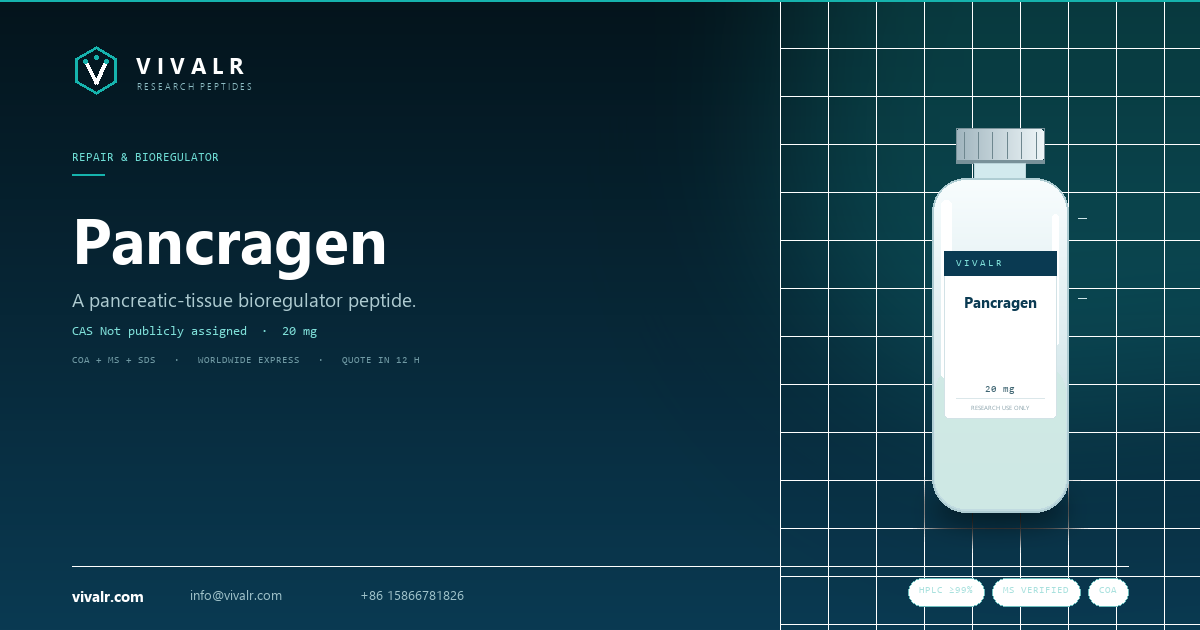 VIVALR
RESEARCH PEPTIDES
REPAIR & BIOREGULATOR
Pancragen
A pancreatic-tissue bioregulator peptide.
CAS Not publicly assigned · 20 mg
COA + MS + SDS · WORLDWIDE EXPRESS · QUOTE IN 12 H
VIVALR
Pancragen
20 mg
RESEARCH USE ONLY
vivalr.com info@vivalr.com +86 15866781826
HPLC ≥99% MS VERIFIED COA